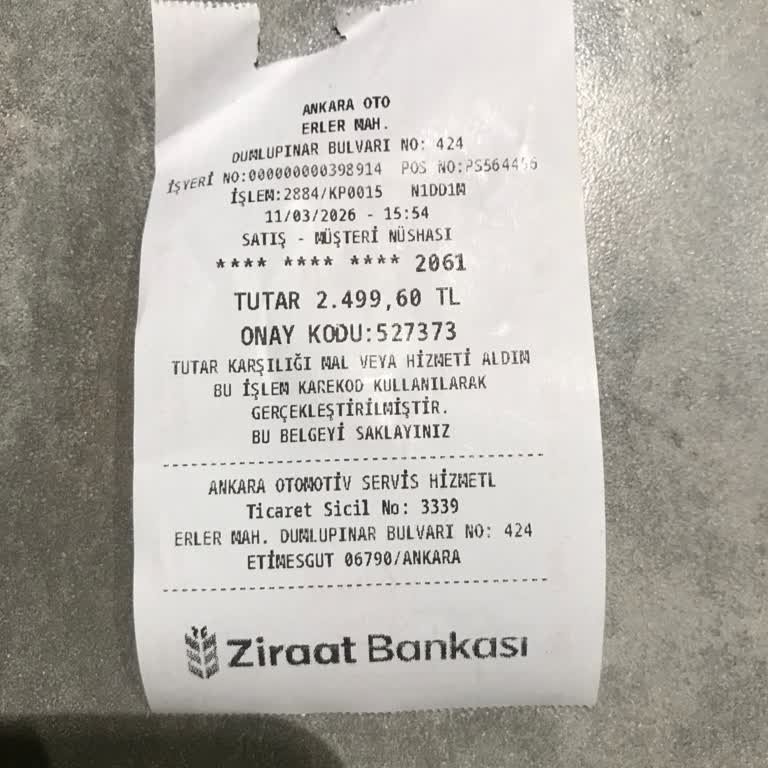 ANKARA OTO
ERLER MAH.
DUMLUPINAR BULVARI NO: 424
İŞYERİ NO:000000000398914 POS NO:PS564456
İŞLEM:2884/KP0015 N1DD1M
11/03/2026 - 15:54
SATIŞ - MÜŞTERİ NÜSHASI
**** **** **** 2061
TUTAR 2.499,60 TL
ONAY KODU:527373
TUTAR KARŞILIĞI MAL VEYA HİZMETİ ALDIM
BU İŞLEM KAREKOD KULLANILARAK
GERÇEKLEŞTİRİLMİŞTİR.
BU BELGEYİ SAKLAYINIZ
ANKARA OTOMOTİV SERVİS HİZMETL
Ticaret Sicil No: 3339
ERLER MAH. DUMLUPINAR BULVARI NO: 424
ETİMESGUT 06790/ANKARA
Ziraat Bankası